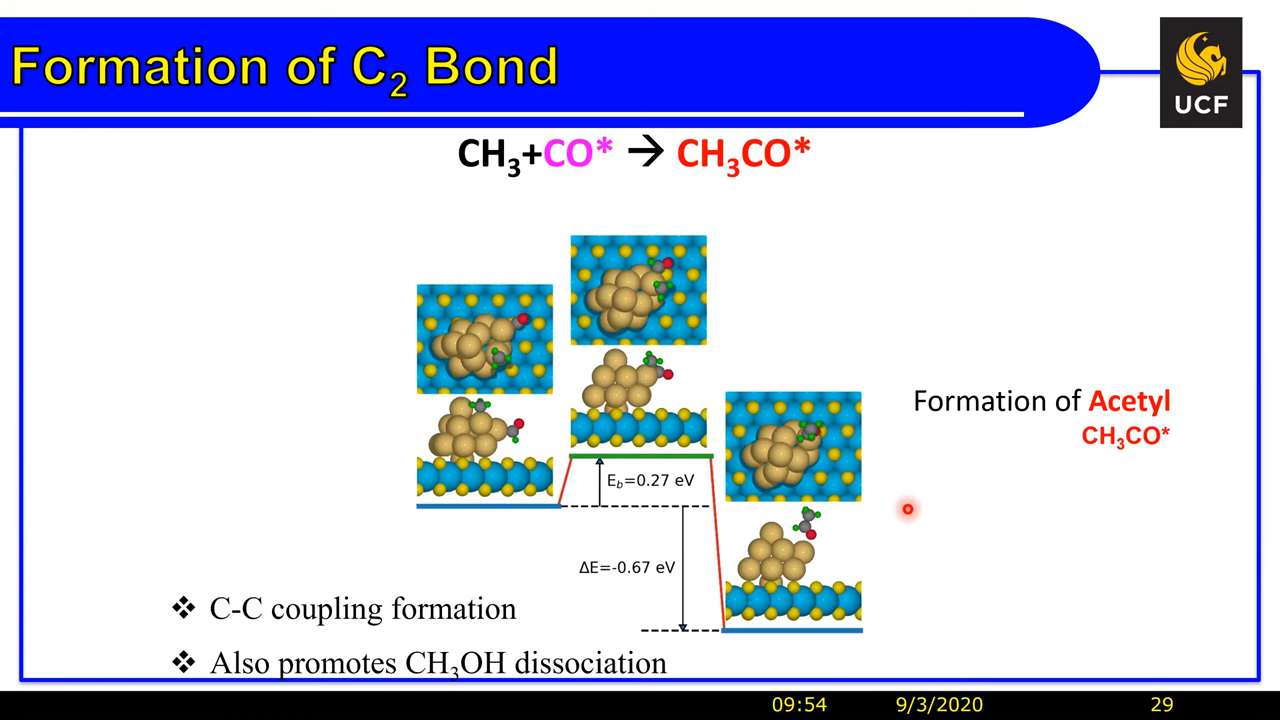 Formation of C₂ Bond
UCF
CH₃+CO* → CH₃CO*
Formation of Acetyl
CH₃CO*
E_b=0.27 eV
ΔE=-0.67 eV
❖ C-C coupling formation
❖ Also promotes CH₃OH dissociation
09:54 9/3/2020 29